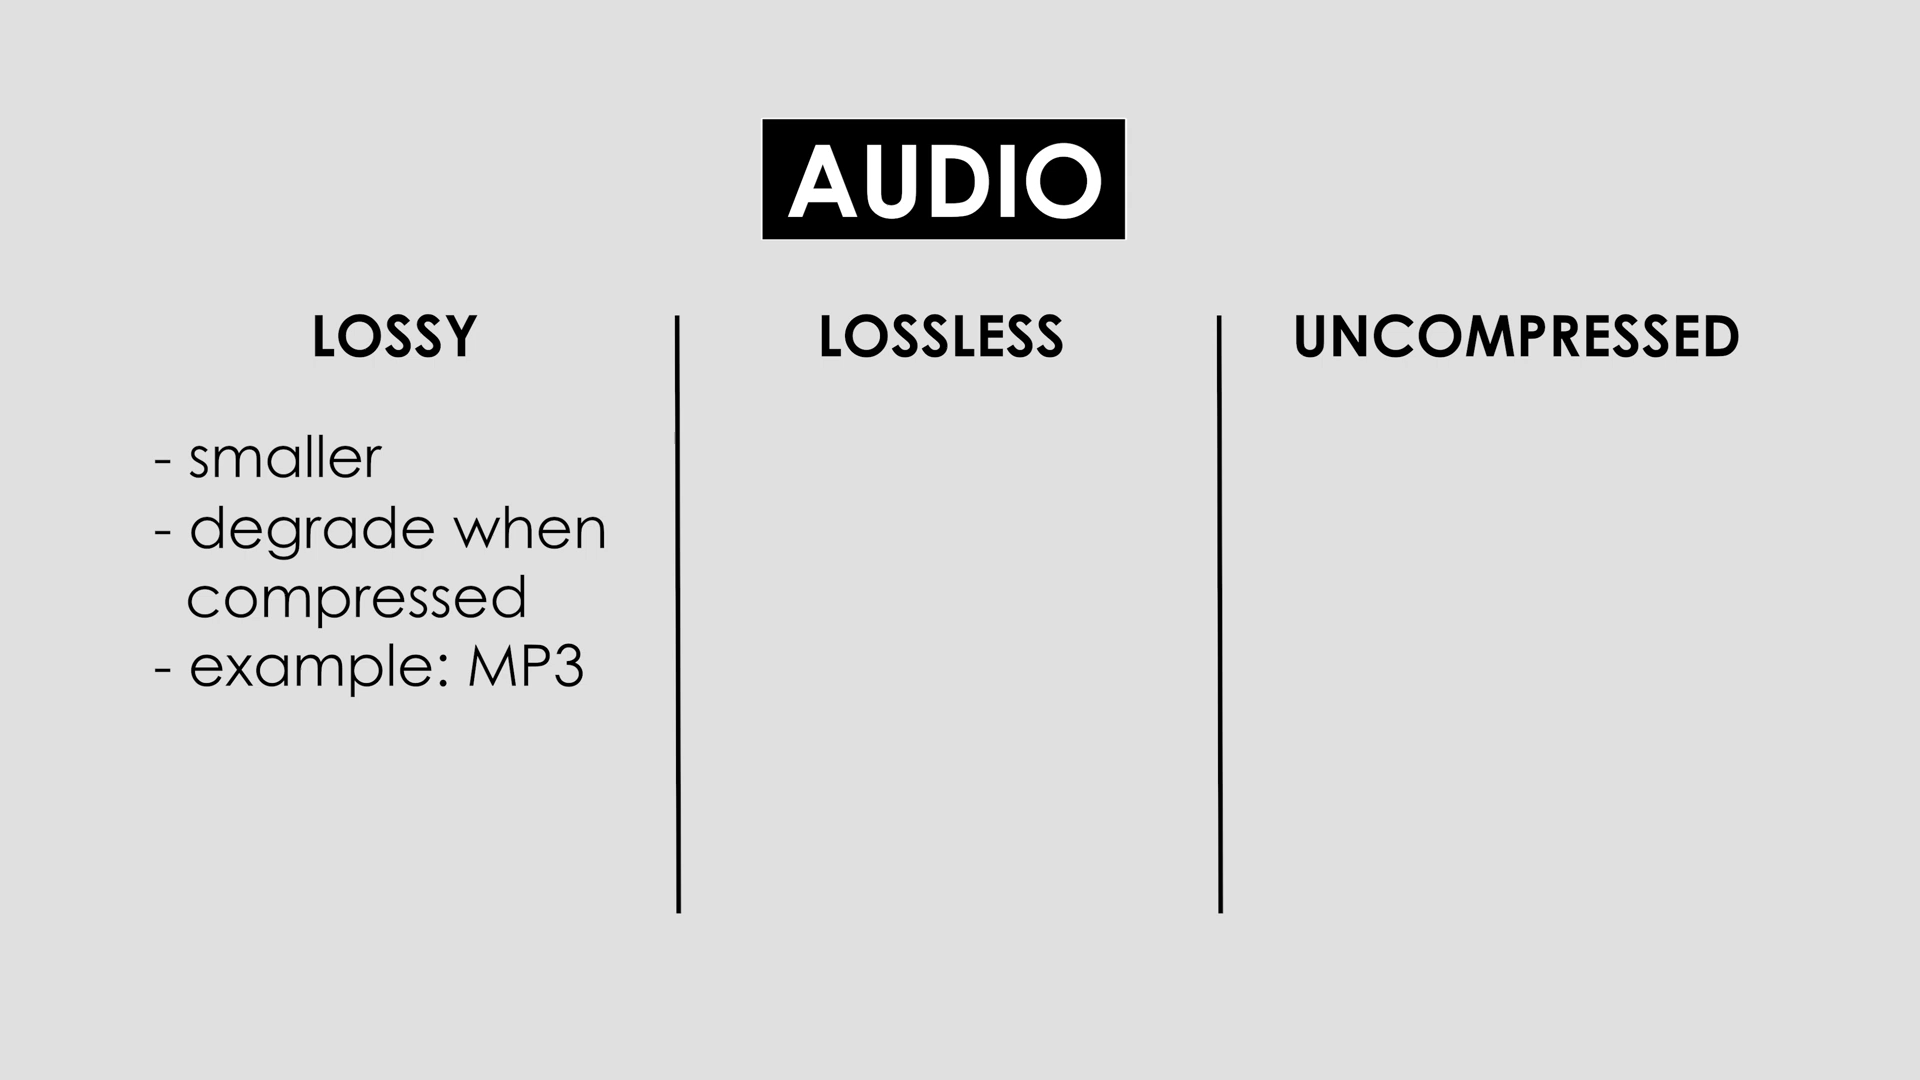 AUDIO
LOSSY
LOSSLESS
UNCOMPRESSED
- smaller
- degrade when
compressed
- example: MP3